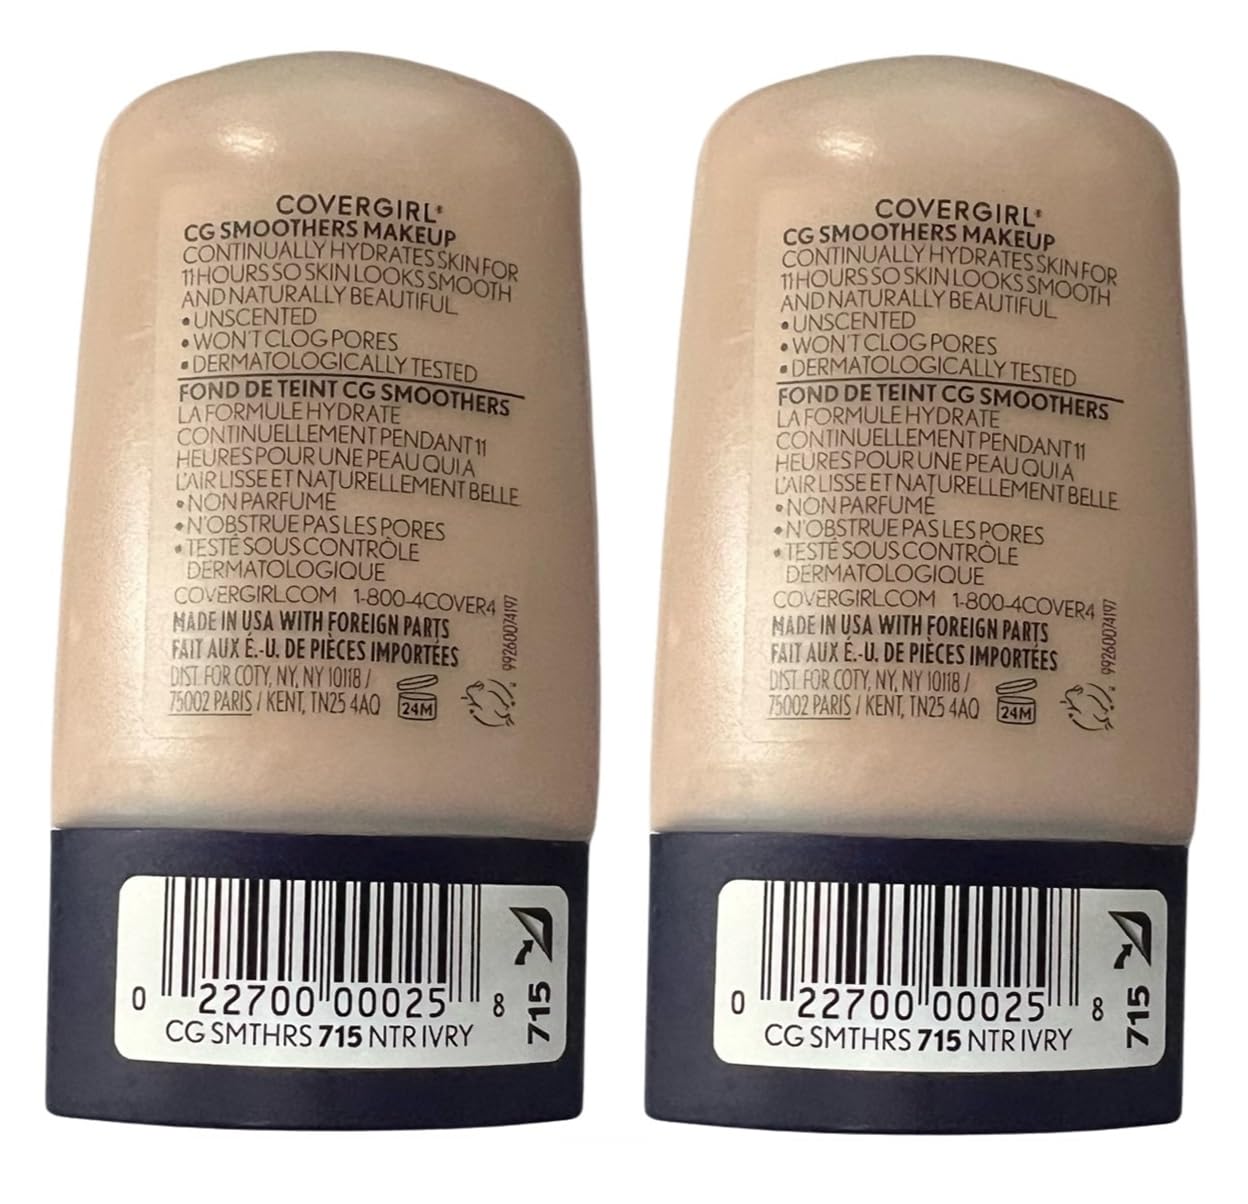 COVERGIRL®
CG SMOOTHERS MAKEUP
CONTINUALLY HYDRATES SKIN FOR
11 HOURS SO SKIN LOOKS SMOOTH
AND NATURALLY BEAUTIFUL.
• UNSCENTED
• WON'T CLOG PORES
• DERMATOLOGICALLY TESTED
FOND DE TEINT CG SMOOTHERS
LA FORMULE HYDRATE
CONTINUELLEMENT PENDANT 11
HEURES POUR UNE PEAU QUI A
L'AIR LISSE ET NATURELLEMENT BELLE
• NON PARFUMÉ
• N'OBSTRUE PAS LES PORES
• TESTÉ SOUS CONTRÔLE
DERMATOLOGIQUE
COVERGIRL.COM 1-800-4COVER4
MADE IN USA WITH FOREIGN PARTS
FAIT AUX É.-U. DE PIÈCES IMPORTÉES
DIST. FOR COTY, NY, NY 10118 /
75002 PARIS / KENT, TN25 4AQ
24M
99260074197
0 22700 00025 8
CG SMTHRS 715 NTR IVRY
715
COVERGIRL®
CG SMOOTHERS MAKEUP
CONTINUALLY HYDRATES SKIN FOR
11 HOURS SO SKIN LOOKS SMOOTH
AND NATURALLY BEAUTIFUL.
• UNSCENTED
• WON'T CLOG PORES
• DERMATOLOGICALLY TESTED
FOND DE TEINT CG SMOOTHERS
LA FORMULE HYDRATE
CONTINUELLEMENT PENDANT 11
HEURES POUR UNE PEAU QUI A
L'AIR LISSE ET NATURELLEMENT BELLE
• NON PARFUMÉ
• N'OBSTRUE PAS LES PORES
• TESTÉ SOUS CONTRÔLE
DERMATOLOGIQUE
COVERGIRL.COM 1-800-4COVER4
MADE IN USA WITH FOREIGN PARTS
FAIT AUX É.-U. DE PIÈCES IMPORTÉES
DIST. FOR COTY, NY, NY 10118 /
75002 PARIS / KENT, TN25 4AQ
24M
99260074197
0 22700 00025 8
CG SMTHRS 715 NTR IVRY
715